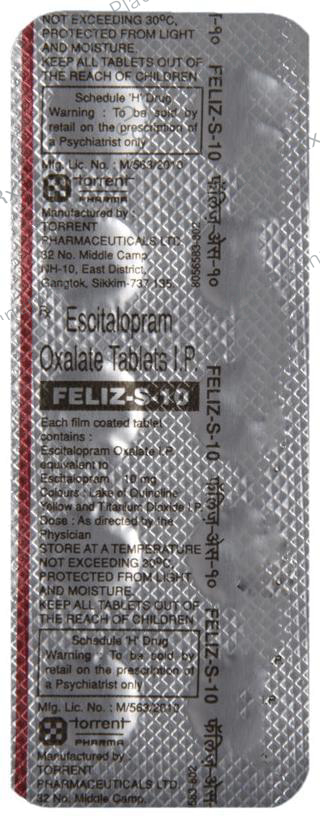 NOT EXCEEDING 30ºC,
PROTECTED FROM LIGHT
AND MOISTURE.
KEEP ALL TABLETS OUT OF
THE REACH OF CHILDREN
Schedule 'H' Drug
Warning : To be sold by
retail on the prescription of
a Psychiatrist only
Mfg. Lic. No. : M/563/2010
torrent
PHARMA
Manufactured by :
TORRENT
PHARMACEUTICALS LTD.
32 No. Middle Camp,
NH-10, East District,
Gangtok, Sikkim-737 135
8056583-802
Rx Escitalopram
Oxalate Tablets I.P.
FELIZ-S-10
Each film coated tablet
contains :
Escitalopram Oxalate I.P.
equivalent to
Escitalopram 10 mg
Colours : Lake of Quinoline
Yellow and Titanium Dioxide I.P.
Dose : As directed by the
Physician
STORE AT A TEMPERATURE
NOT EXCEEDING 30ºC,
PROTECTED FROM LIGHT
AND MOISTURE.
KEEP ALL TABLETS OUT OF
THE REACH OF CHILDREN
Schedule 'H' Drug
Warning : To be sold by
retail on the prescription of
a Psychiatrist only
Mfg. Lic. No. : M/563/2010
torrent
PHARMA
Manufactured by :
TORRENT
PHARMACEUTICALS LTD.
32 No. Middle Camp,
583-802
-१० FELIZ-S-10 फॅलिज़-एस-१० FELIZ-S-10 फॅलिज़-एस-१० FELIZ-S-10 फॅलिज़-एस